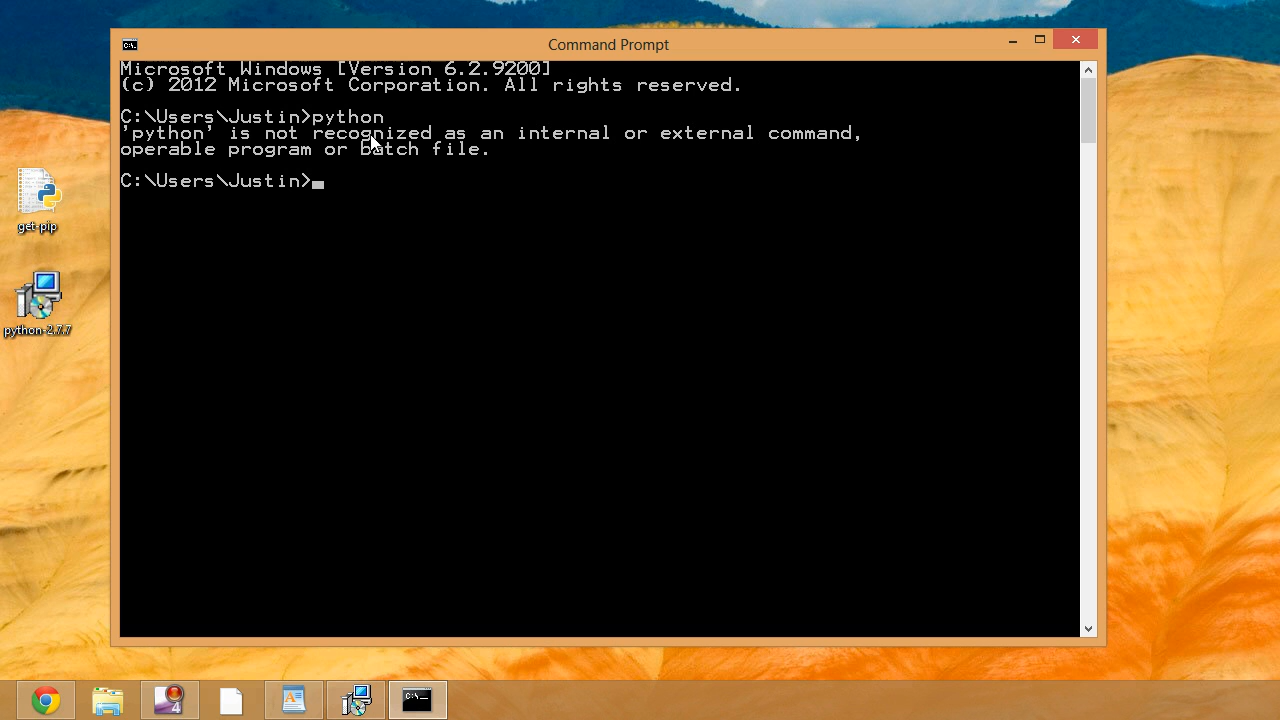 Command Prompt
Microsoft Windows [Version 6.2.9200]
(c) 2012 Microsoft Corporation. All rights reserved.
C:\Users\Justin>python
'python' is not recognized as an internal or external command,
operable program or batch file.
C:\Users\Justin>
get-pip
python-2.7.7